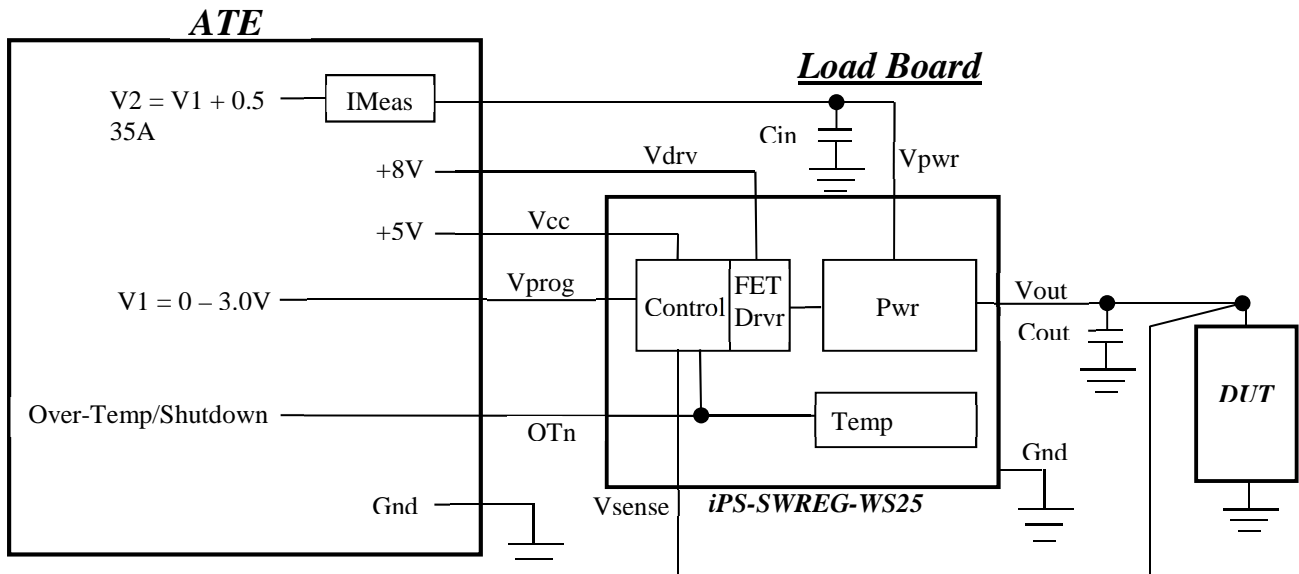 ATE
Load Board
V2 = V1 + 0.5
35A
IMeas
Cin
Vpwr
Vdrv
+8V
Vcc
+5V
Vprog
V1 = 0 – 3.0V
Control
FET
Drvr
Pwr
Vout
Cout
DUT
Over-Temp/Shutdown
OTn
Temp
Gnd
Gnd
Vsense
iPS-SWREG-WS25